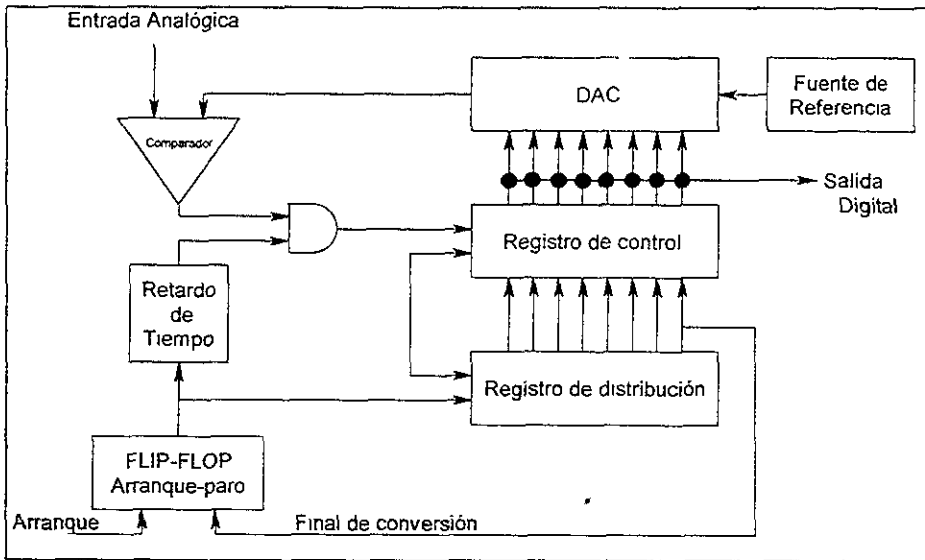 Entrada Analógica
DAC
Fuente de
Referencia
Comparador
Salida
Digital
Registro de control
Retardo
de
Tiempo
Registro de distribución
FLIP-FLOP
Arranque-paro
Arranque
Final de conversión